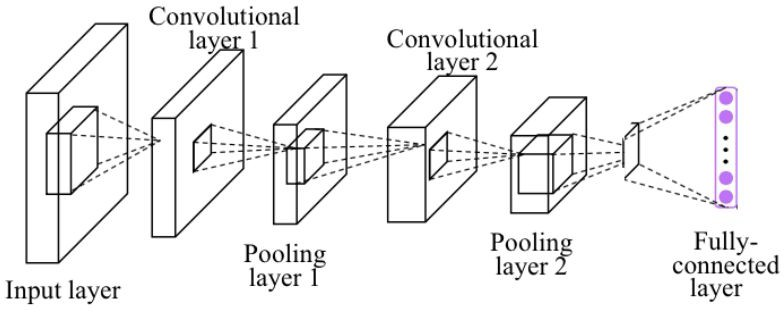 Convolutional
layer 1
Convolutional
layer 2
Pooling
layer 1
Pooling
layer 2
Fully-
connected
layer
Input layer